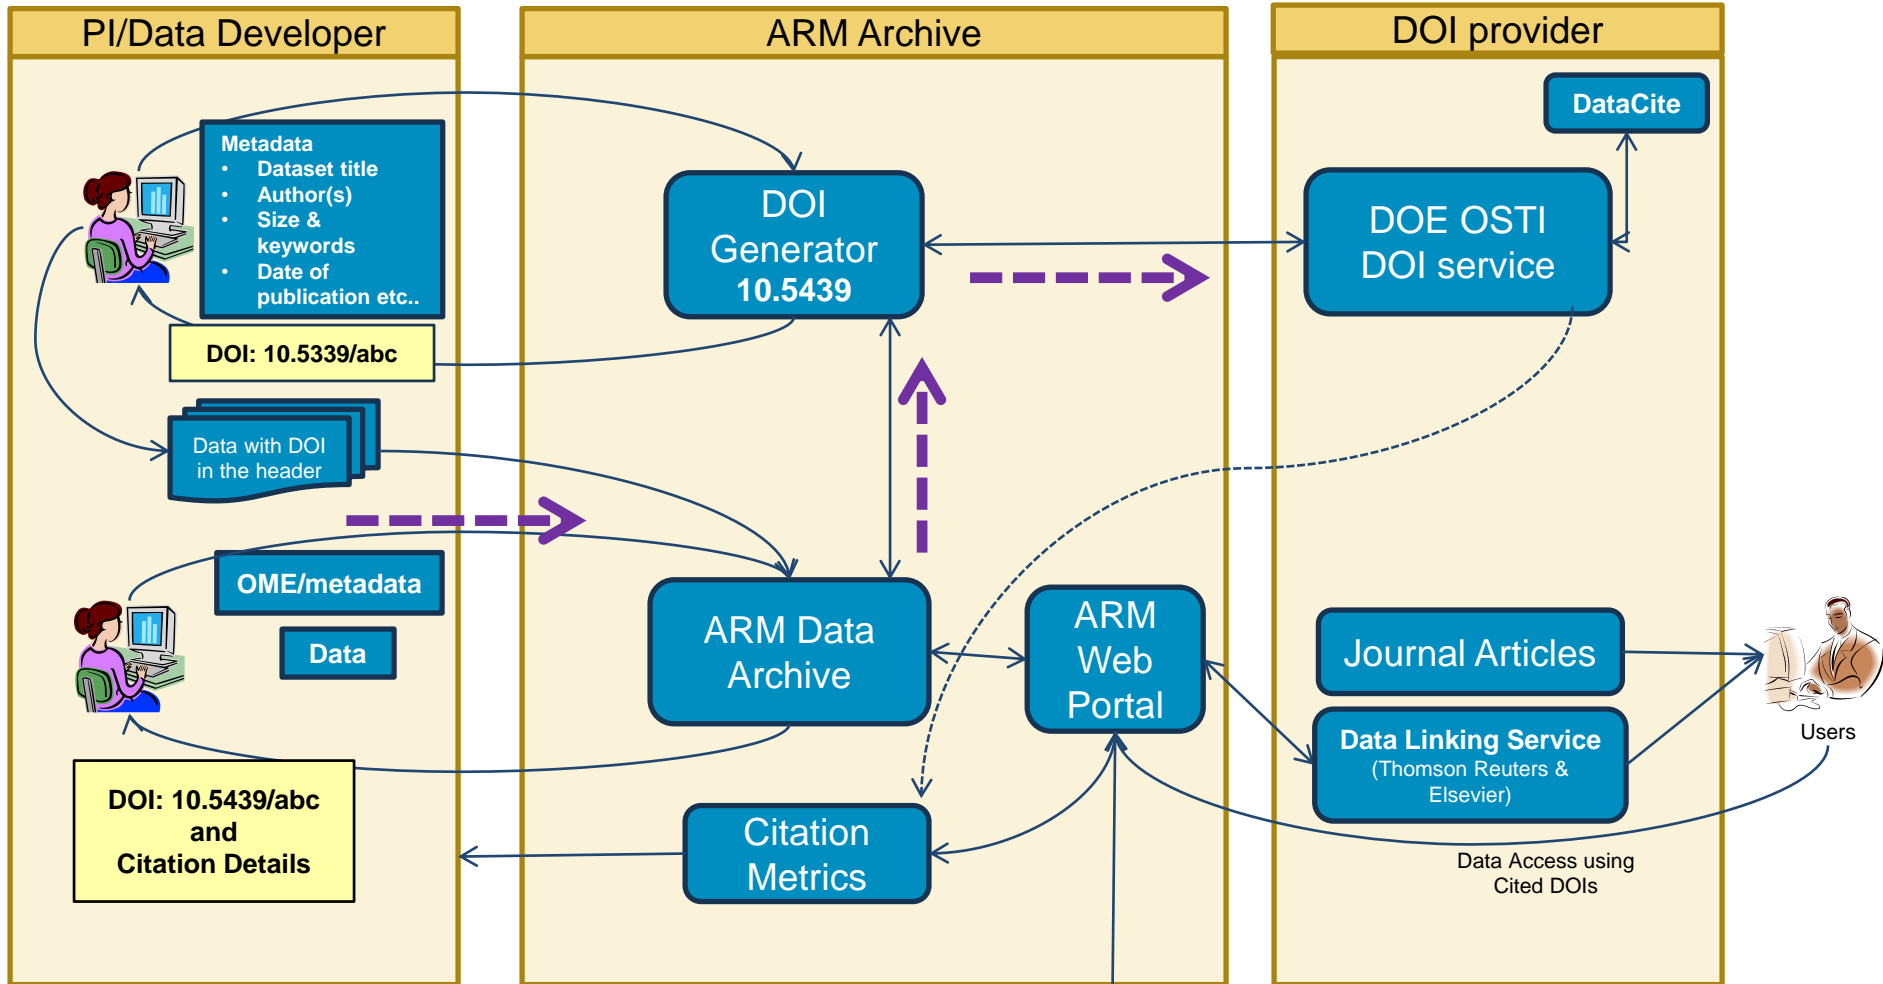 PI/Data Developer
ARM Archive
DOI provider
Metadata
• Dataset title
• Author(s)
• Size &
keywords
• Date of
publication etc..
DOI: 10.5339/abc
Data with DOI
in the header
OME/metadata
Data
DOI: 10.5439/abc
and
Citation Details
DOI
Generator
10.5439
ARM Data
Archive
ARM
Web
Portal
Citation
Metrics
DataCite
DOE OSTI
DOI service
Journal Articles
Data Linking Service
(Thomson Reuters &
Elsevier)
Users
Data Access using
Cited DOIs